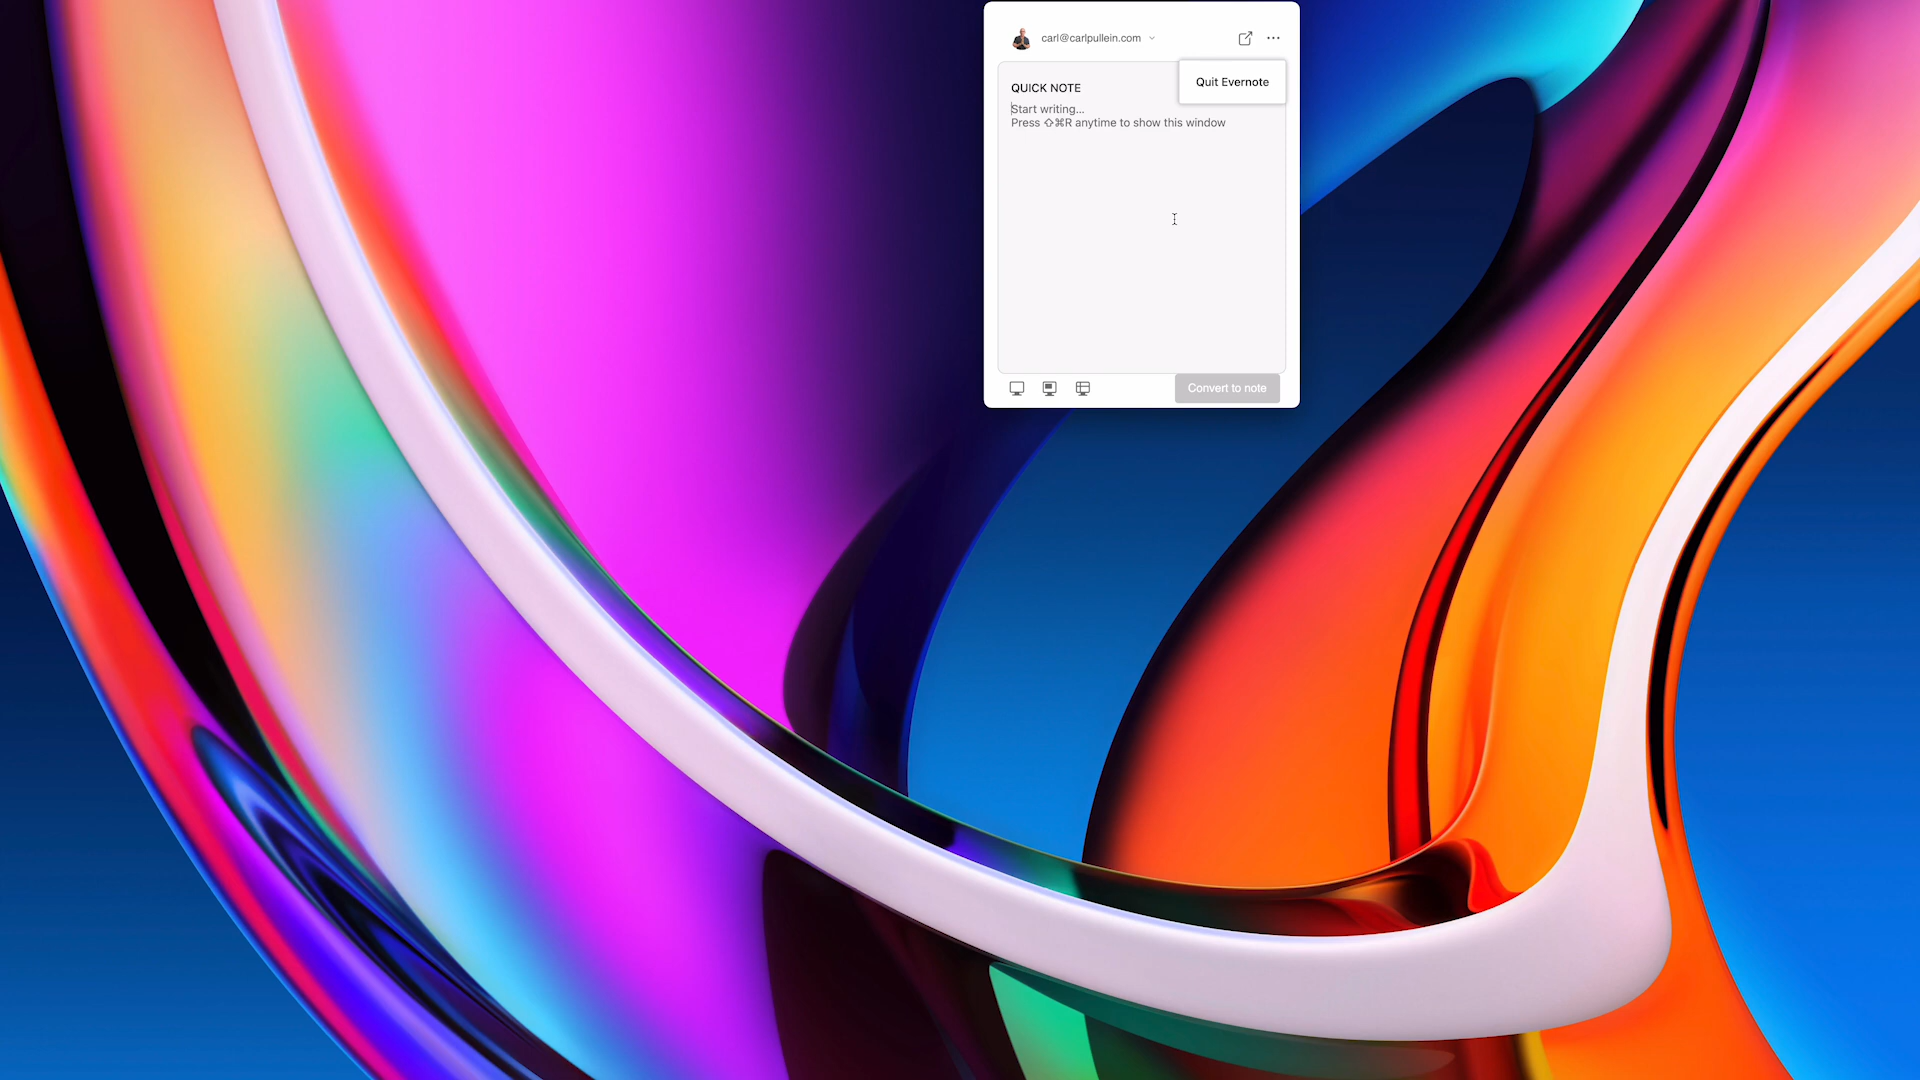 carl@carlpullein.com
Quit Evernote
QUICK NOTE
Start writing...
Press ⇧⌘R anytime to show this window
Convert to note